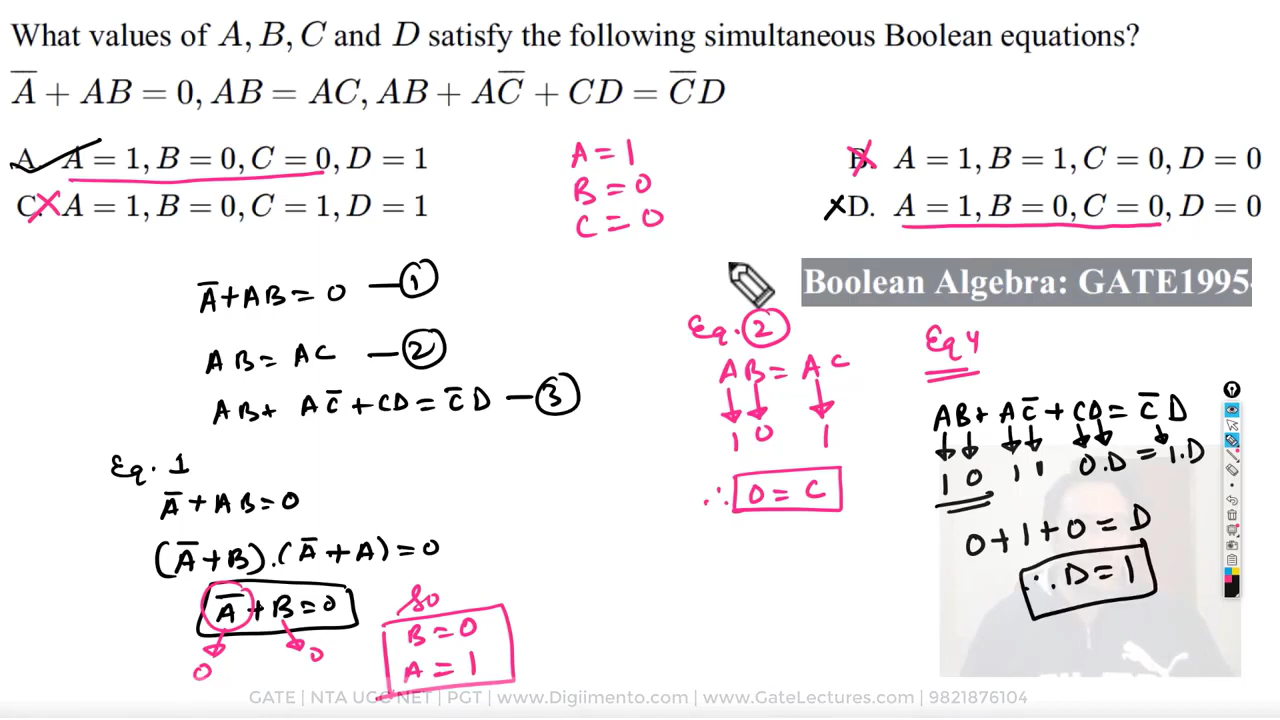 What values of A, B, C and D satisfy the following simultaneous Boolean equations?
A̅ + AB = 0, AB = AC, AB + AC̅ + CD = C̅D
A. A = 1, B = 0, C = 0, D = 1
B. A = 1, B = 1, C = 0, D = 0
C. A = 1, B = 0, C = 1, D = 1
D. A = 1, B = 0, C = 0, D = 0
A = 1
B = 0
C = 0
A̅ + AB = 0 — 1
AB = AC — 2
AB + AC̅ + CD = C̅D — 3
Eq. 1
A̅ + AB = 0
(A̅ + B) . (A̅ + A) = 0
A̅ + B = 0
0 0
So
B = 0
A = 1
Boolean Algebra: GATE1995-
Eq. 2
AB = AC
1 0 1
∴ 0 = C
Eq 4
AB + AC̅ + CD = C̅D
1 0 1 1 0.D = 1.D
0 + 1 + 0 = D
∴ D = 1
GATE | NTA UGC NET | PGT | www.Digiimento.com | www.GateLectures.com | 9821876104